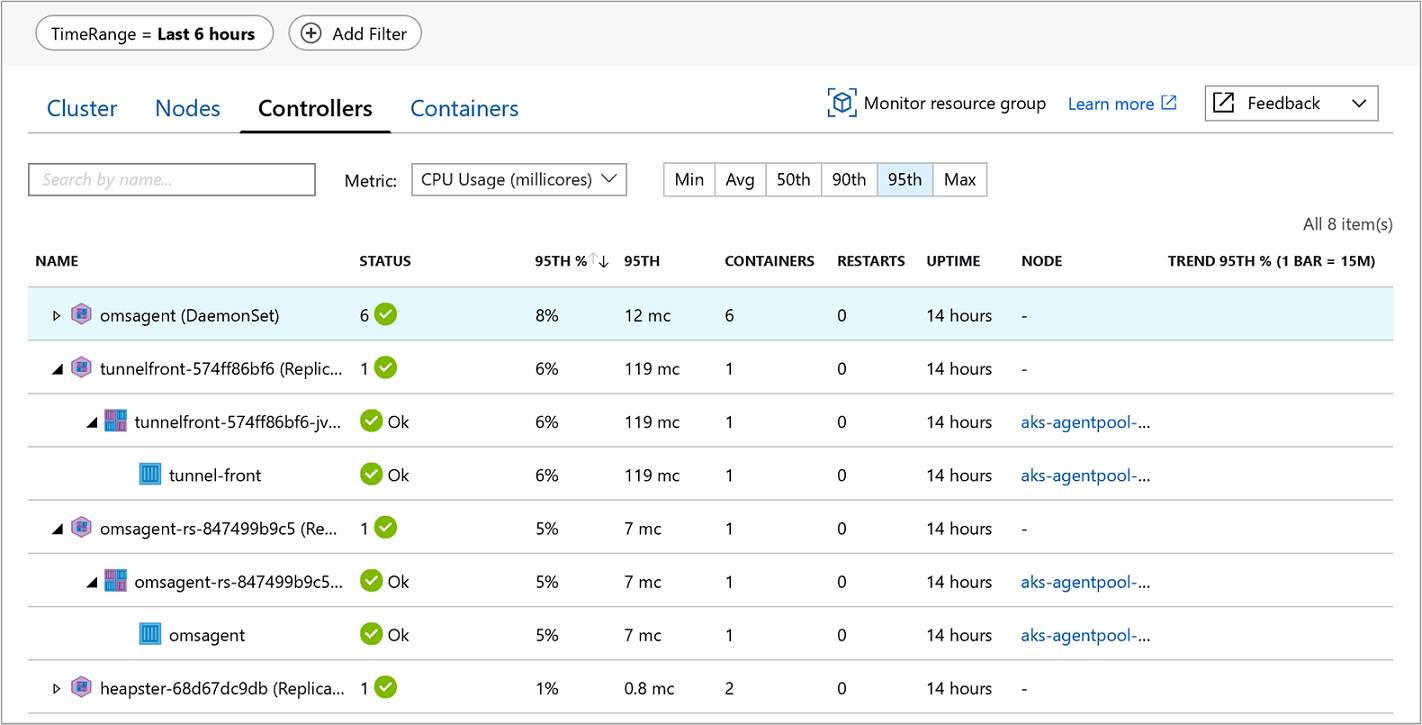 TimeRange = Last 6 hours Add Filter
Cluster Nodes Controllers Containers Monitor resource group Learn more Feedback
Search by name... Metric: CPU Usage (millicores) Min Avg 50th 90th 95th Max
All 8 item(s)
NAME STATUS 95TH %↑↓ 95TH CONTAINERS RESTARTS UPTIME NODE TREND 95TH % (1 BAR = 15M)
omsagent (DaemonSet) 6 8% 12 mc 6 0 14 hours -
tunnelfront-574ff86bf6 (Replic... 1 6% 119 mc 1 0 14 hours -
tunnelfront-574ff86bf6-jv... Ok 6% 119 mc 1 0 14 hours aks-agentpool-...
tunnel-front Ok 6% 119 mc 1 0 14 hours aks-agentpool-...
omsagent-rs-847499b9c5 (Re... 1 5% 7 mc 1 0 14 hours -
omsagent-rs-847499b9c5... Ok 5% 7 mc 1 0 14 hours aks-agentpool-...
omsagent Ok 5% 7 mc 1 0 14 hours aks-agentpool-...
heapster-68d67dc9db (Replica... 1 1% 0.8 mc 2 0 14 hours -